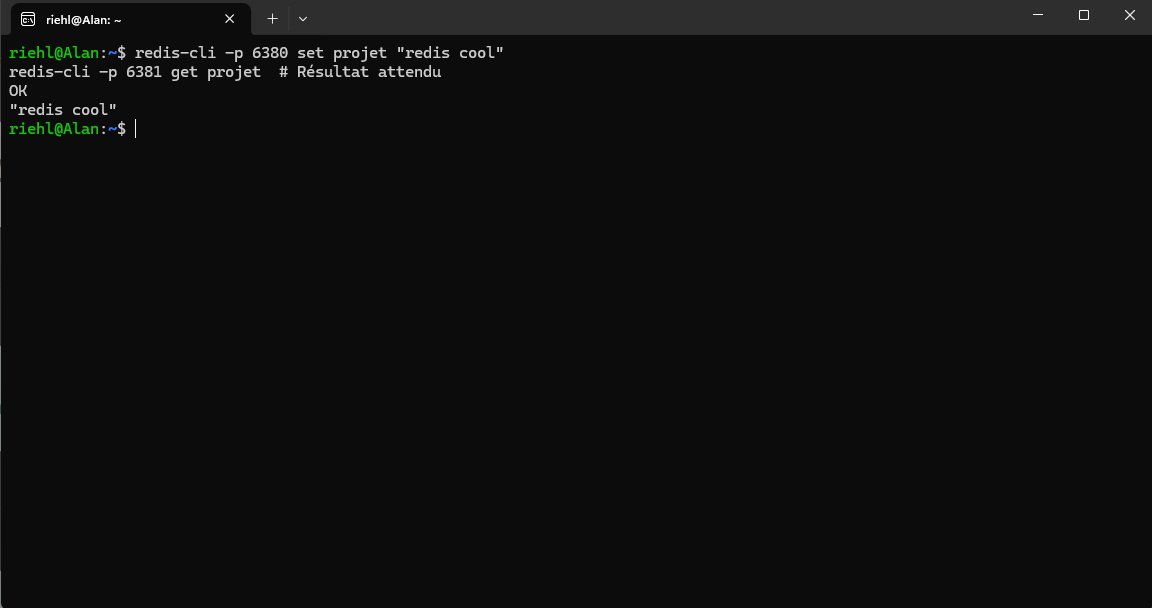 riehl@Alan: ~
riehl@Alan:~$ redis-cli -p 6380 set projet "redis cool"
redis-cli -p 6381 get projet  # Résultat attendu
OK
"redis cool"
riehl@Alan:~$